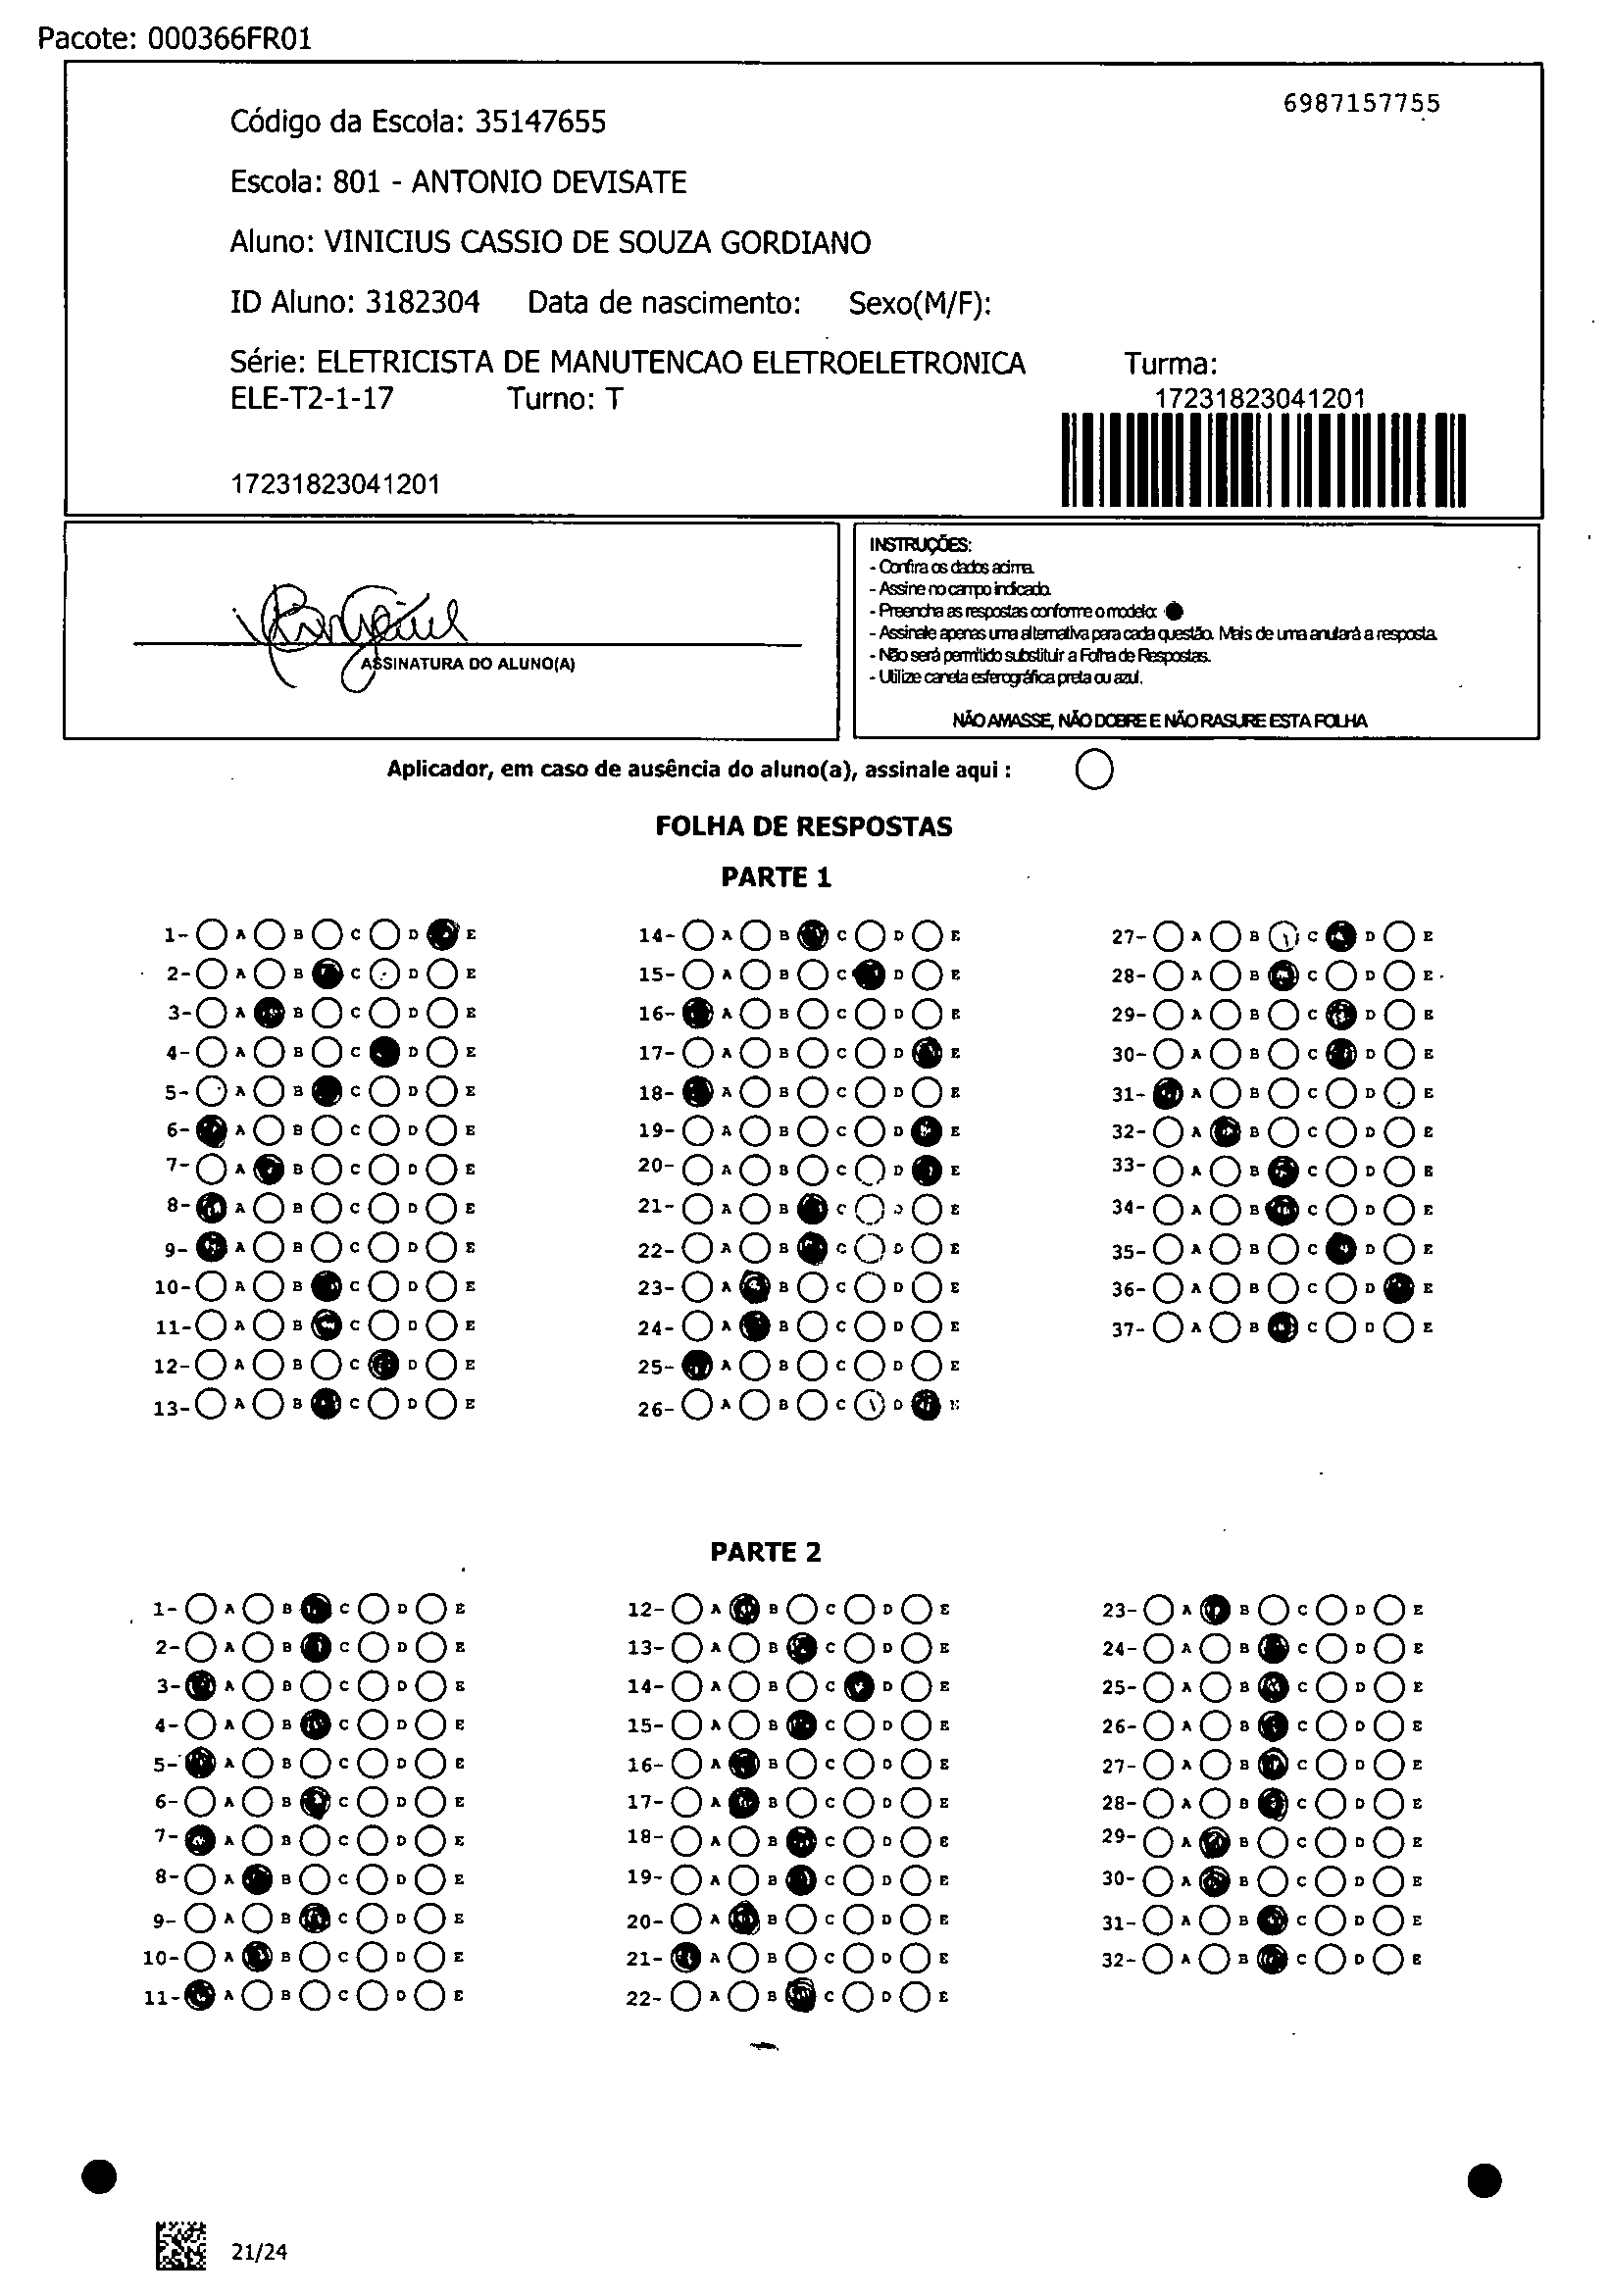 Pacote: 000366FR01
6987157755
Código da Escola: 35147655
Escola: 801 - ANTONIO DEVISATE
Aluno: VINICIUS CASSIO DE SOUZA GORDIANO
ID Aluno: 3182304 Data de nascimento: Sexo(M/F):
Série: ELETRICISTA DE MANUTENCAO ELETROELETRONICA Turma:
ELE-T2-1-17 Turno: T
17231823041201
17231823041201
ASSINATURA DO ALUNO(A)
INSTRUÇÕES:
- Confira os dados acima.
- Assine no campo indicado.
- Preencha as respostas conforme o modelo:
- Assinale apenas uma alternativa para cada questão. Mais de uma anulará a resposta.
- Não será permitido substituir a Folha de Respostas.
- Utilize caneta esferográfica preta ou azul.
NÃO AMASSE, NÃO DOBRE E NÃO RASURE ESTA FOLHA
Aplicador, em caso de ausência do aluno(a), assinale aqui :
FOLHA DE RESPOSTAS
PARTE 1
1- A B C D E 14- A B C D E 27- A B C D E
2- A B C D E 15- A B C D E 28- A B C D E
3- A B C D E 16- A B C D E 29- A B C D E
4- A B C D E 17- A B C D E 30- A B C D E
5- A B C D E 18- A B C D E 31- A B C D E
6- A B C D E 19- A B C D E 32- A B C D E
7- A B C D E 20- A B C D E 33- A B C D E
8- A B C D E 21- A B C D E 34- A B C D E
9- A B C D E 22- A B C D E 35- A B C D E
10- A B C D E 23- A B C D E 36- A B C D E
11- A B C D E 24- A B C D E 37- A B C D E
12- A B C D E 25- A B C D E
13- A B C D E 26- A B C D E
PARTE 2
1- A B C D E 12- A B C D E 23- A B C D E
2- A B C D E 13- A B C D E 24- A B C D E
3- A B C D E 14- A B C D E 25- A B C D E
4- A B C D E 15- A B C D E 26- A B C D E
5- A B C D E 16- A B C D E 27- A B C D E
6- A B C D E 17- A B C D E 28- A B C D E
7- A B C D E 18- A B C D E 29- A B C D E
8- A B C D E 19- A B C D E 30- A B C D E
9- A B C D E 20- A B C D E 31- A B C D E
10- A B C D E 21- A B C D E 32- A B C D E
11- A B C D E 22- A B C D E
21/24